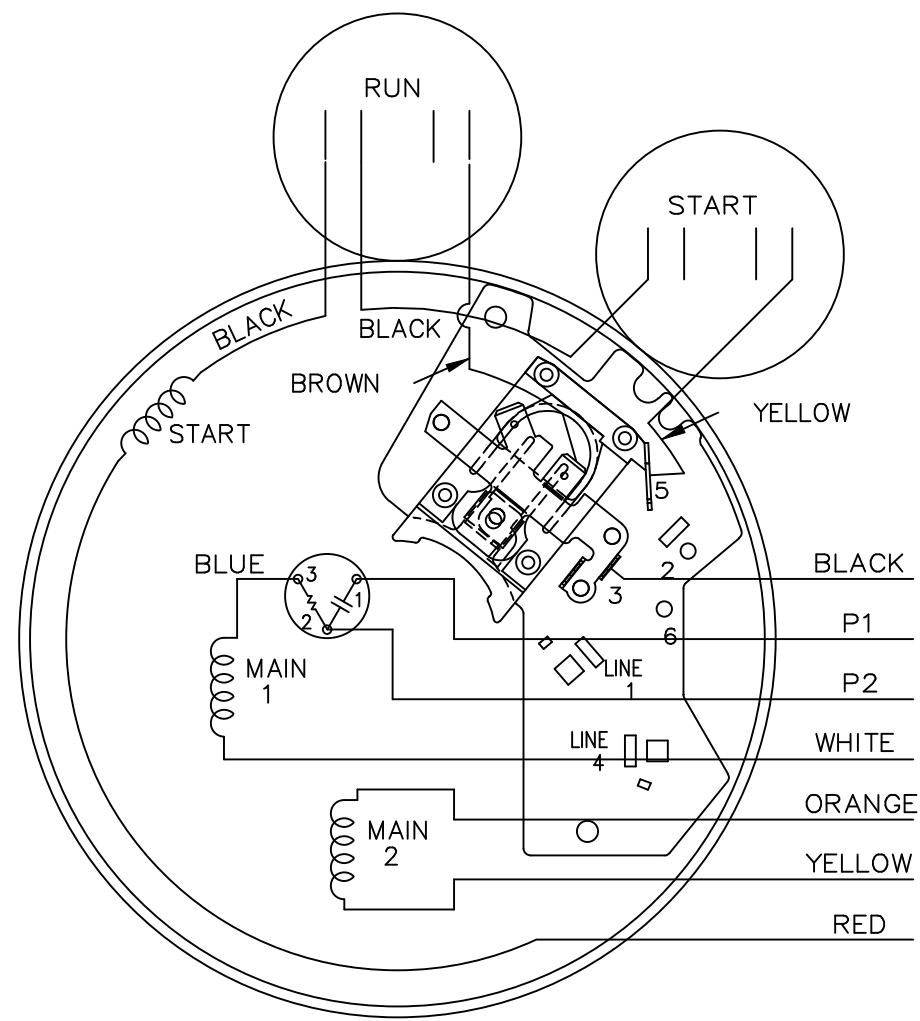 RUN
START
BLACK
BLACK
BROWN
YELLOW
START
5
BLUE
3
1
2
2
3
BLACK
6
P1
MAIN
1
LINE
1
P2
LINE
4
WHITE
ORANGE
MAIN
2
YELLOW
RED